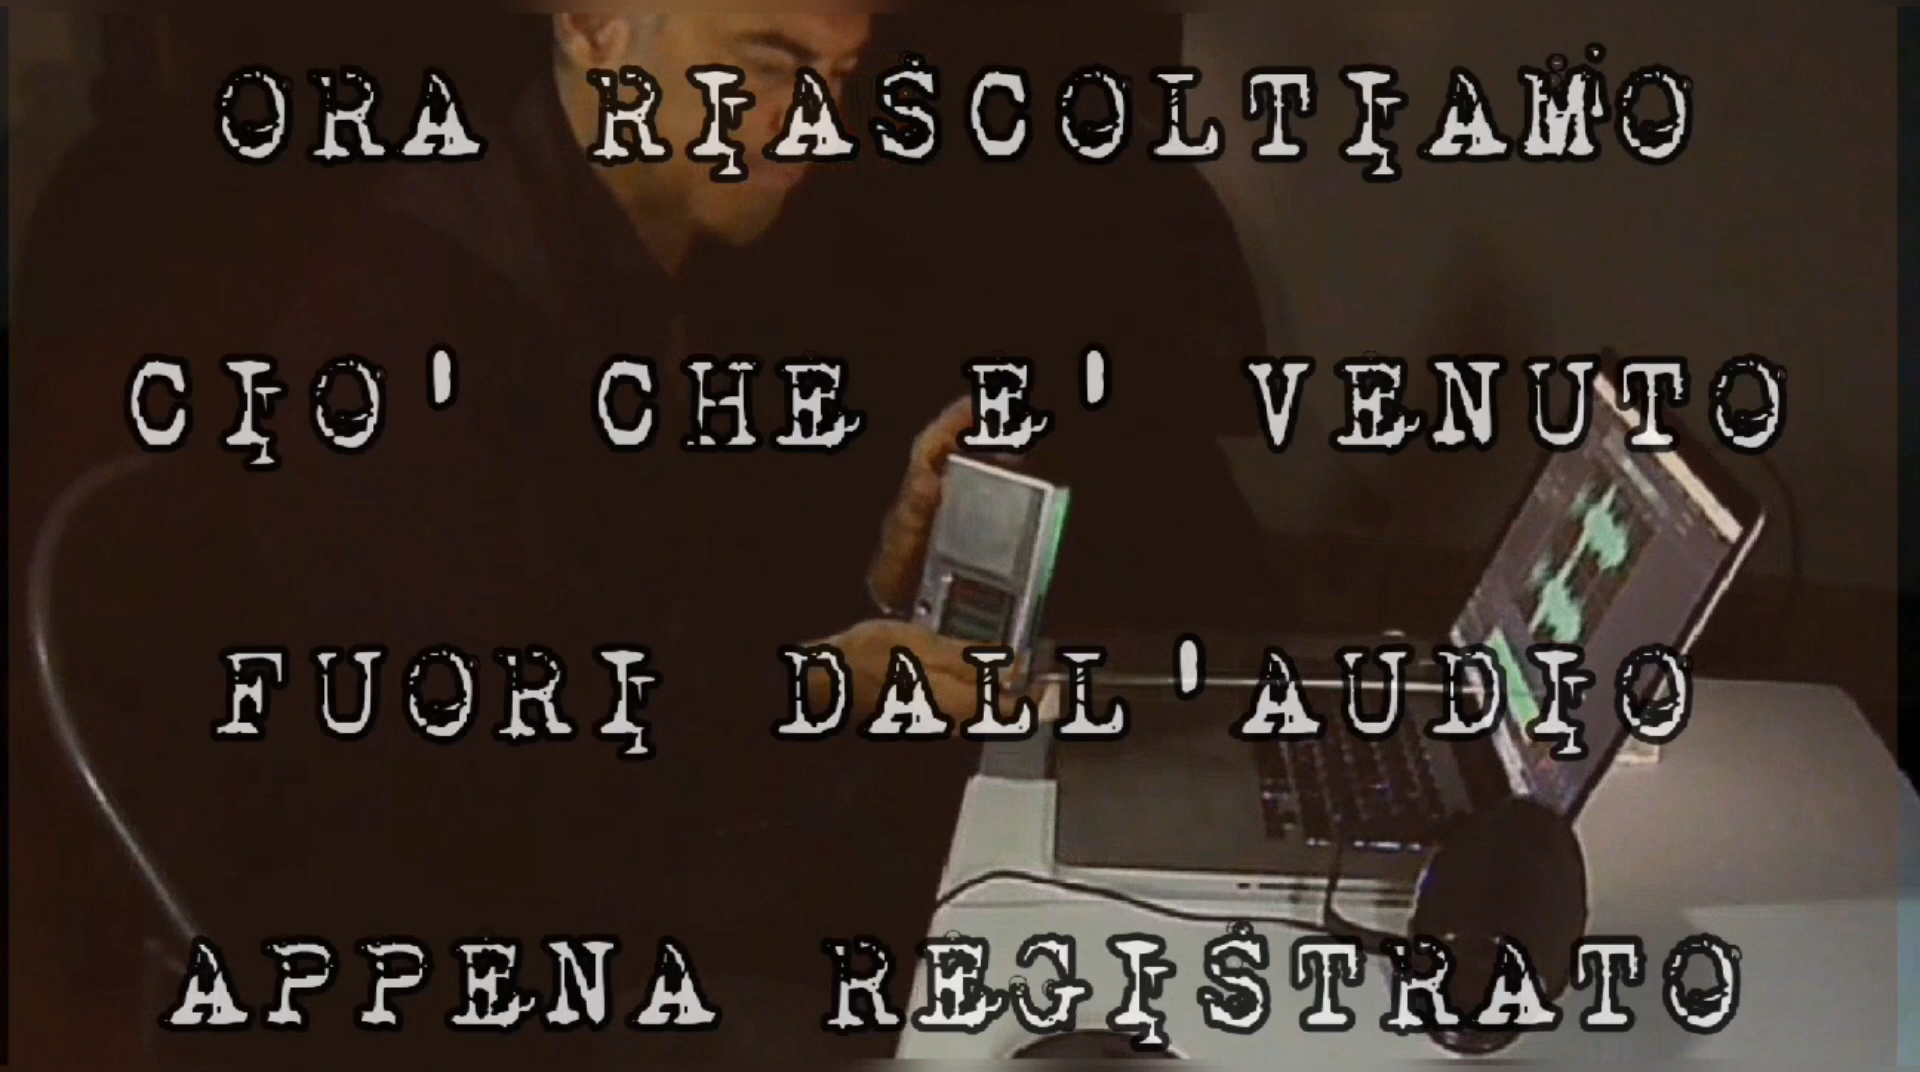 ORA RIASCOLTIAMO
CIO' CHE E' VENUTO
FUORI DALL'AUDIO
APPENA REGISTRATO